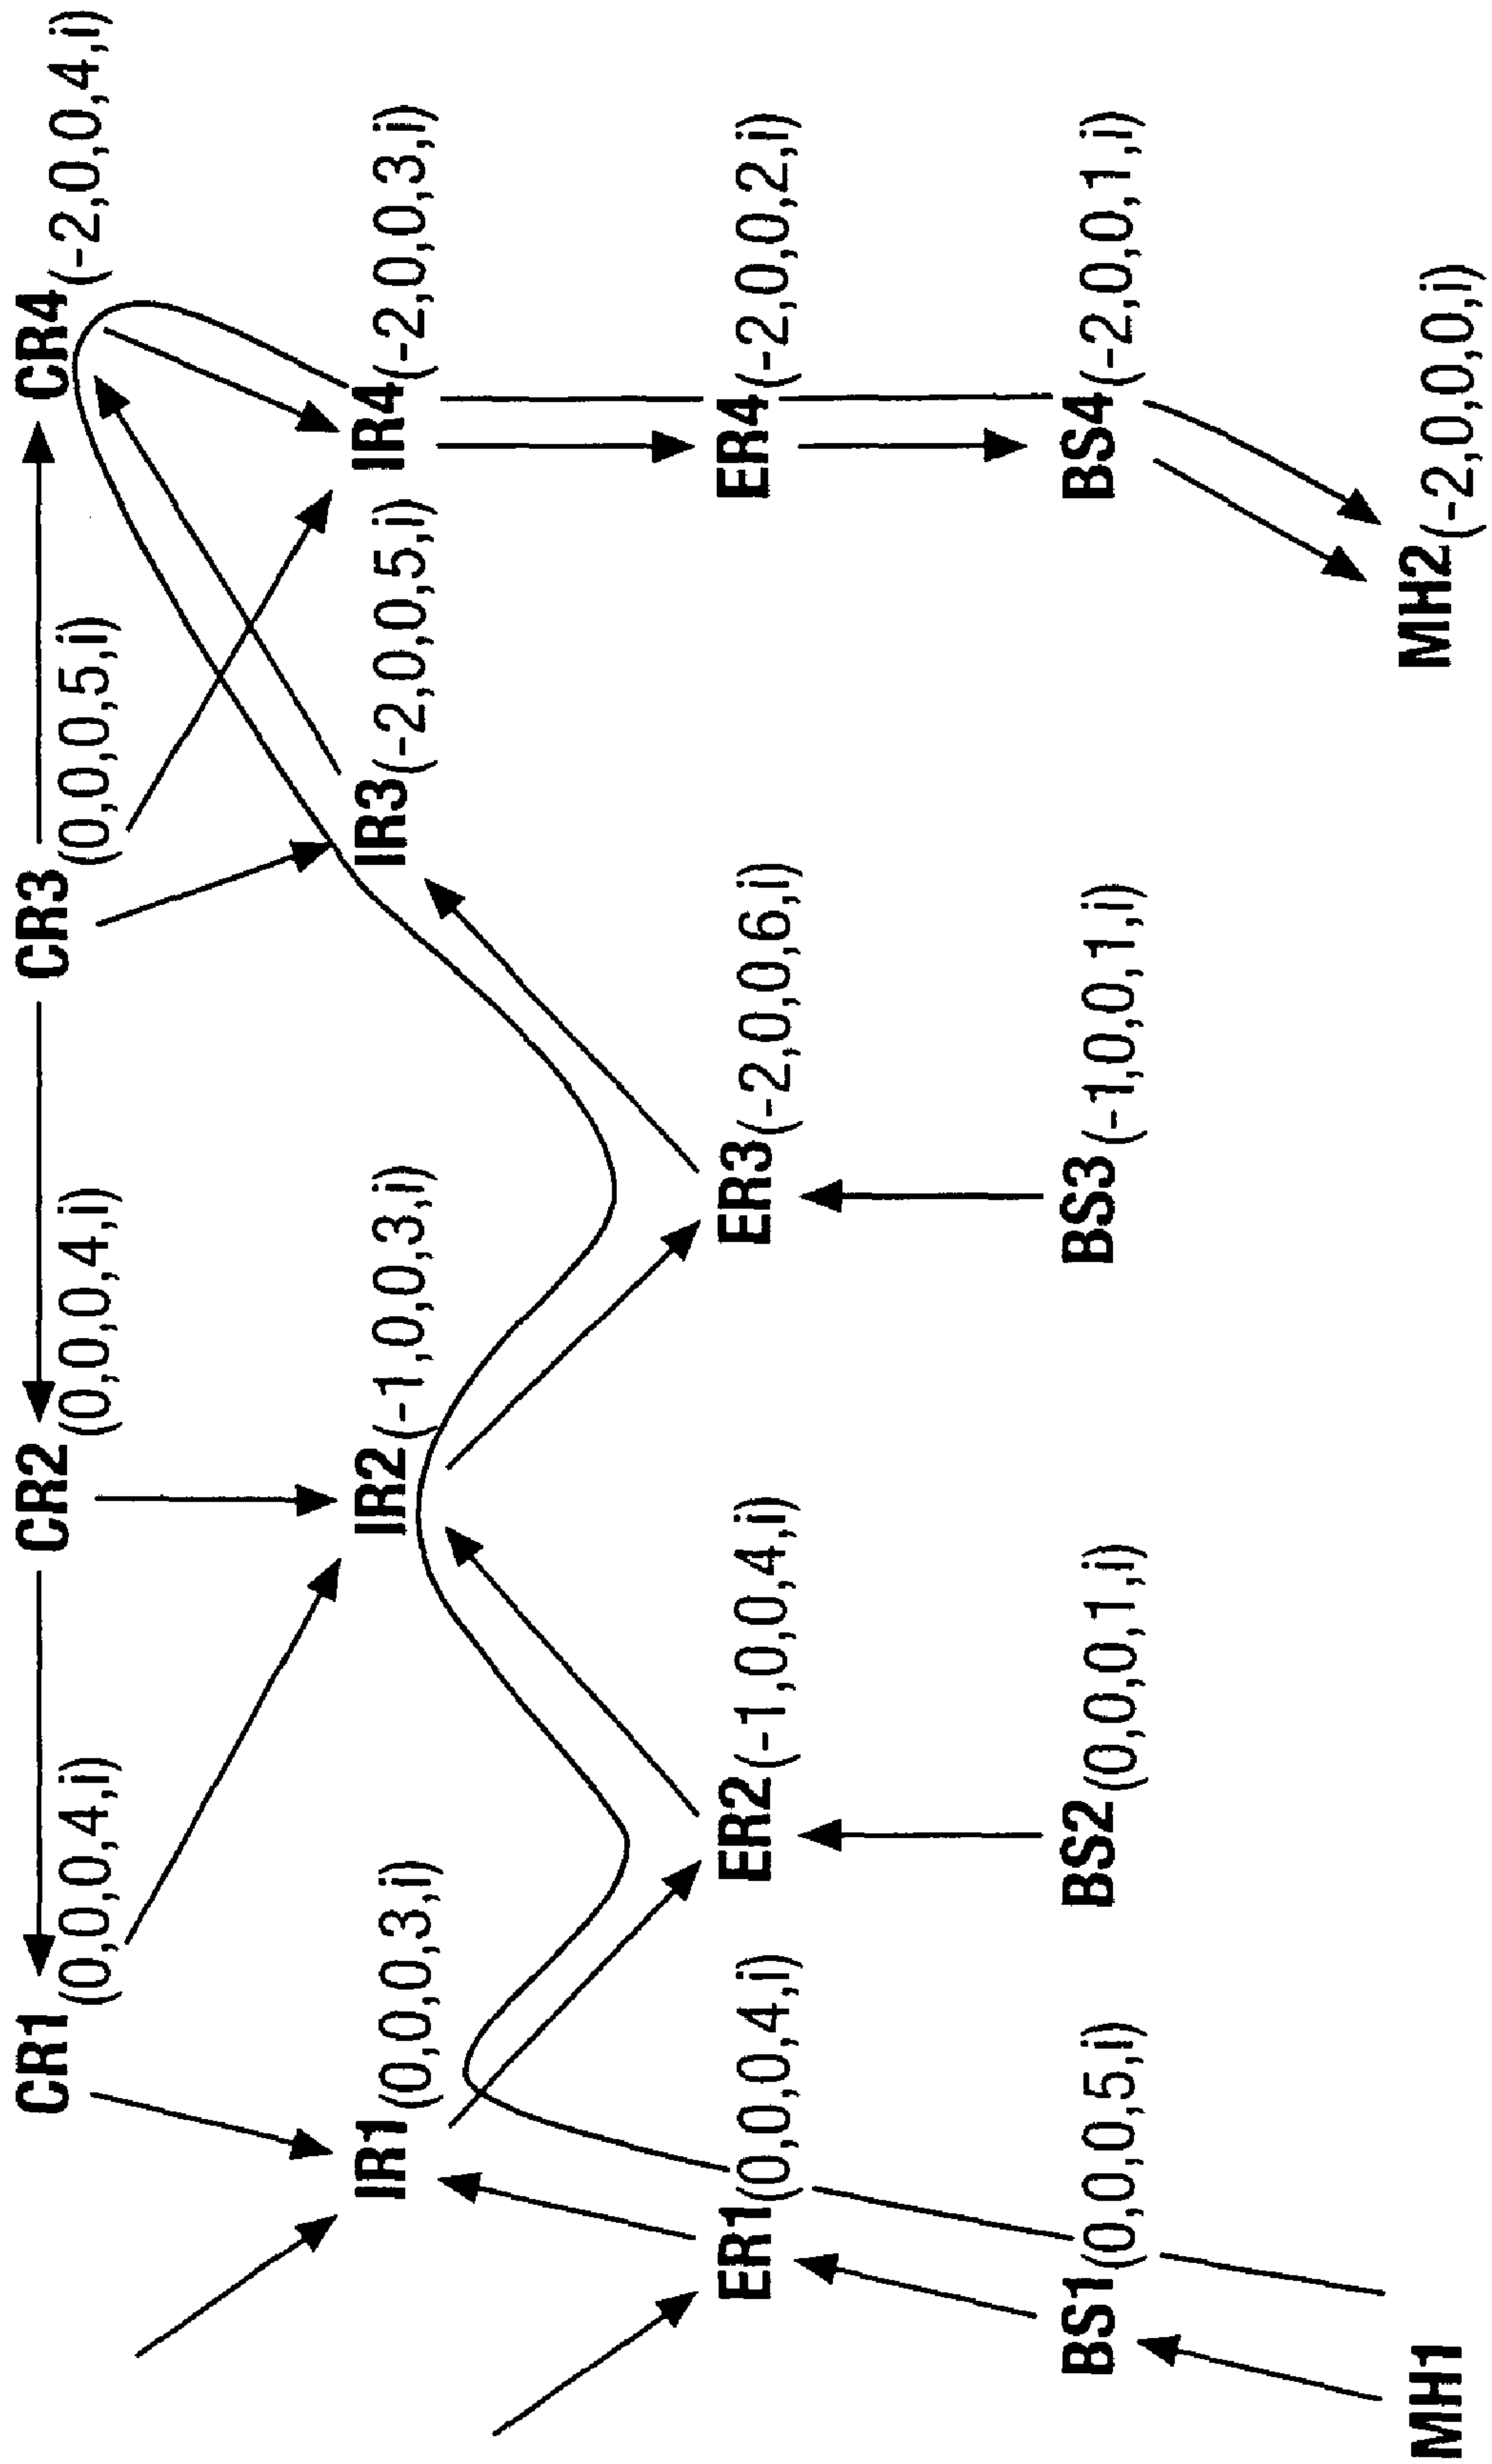 CR1(0,0,0,4,i)
CR2(0,0,0,4,i)
CR3(0,0,0,5,i)
CR4(-2,0,0,4,i)
IR1(0,0,0,3,i)
IR2(-1,0,0,3,i)
IR3(-2,0,0,5,i)
IR4(-2,0,0,3,i)
ER1(0,0,0,4,i)
ER2(-1,0,0,4,i)
ER3(-2,0,0,6,i)
ER4(-2,0,0,2,i)
BS1(0,0,0,5,i)
BS2(0,0,0,1,i)
BS3(-1,0,0,1,i)
BS4(-2,0,0,1,i)
MH1
MH2(-2,0,0,0,i)